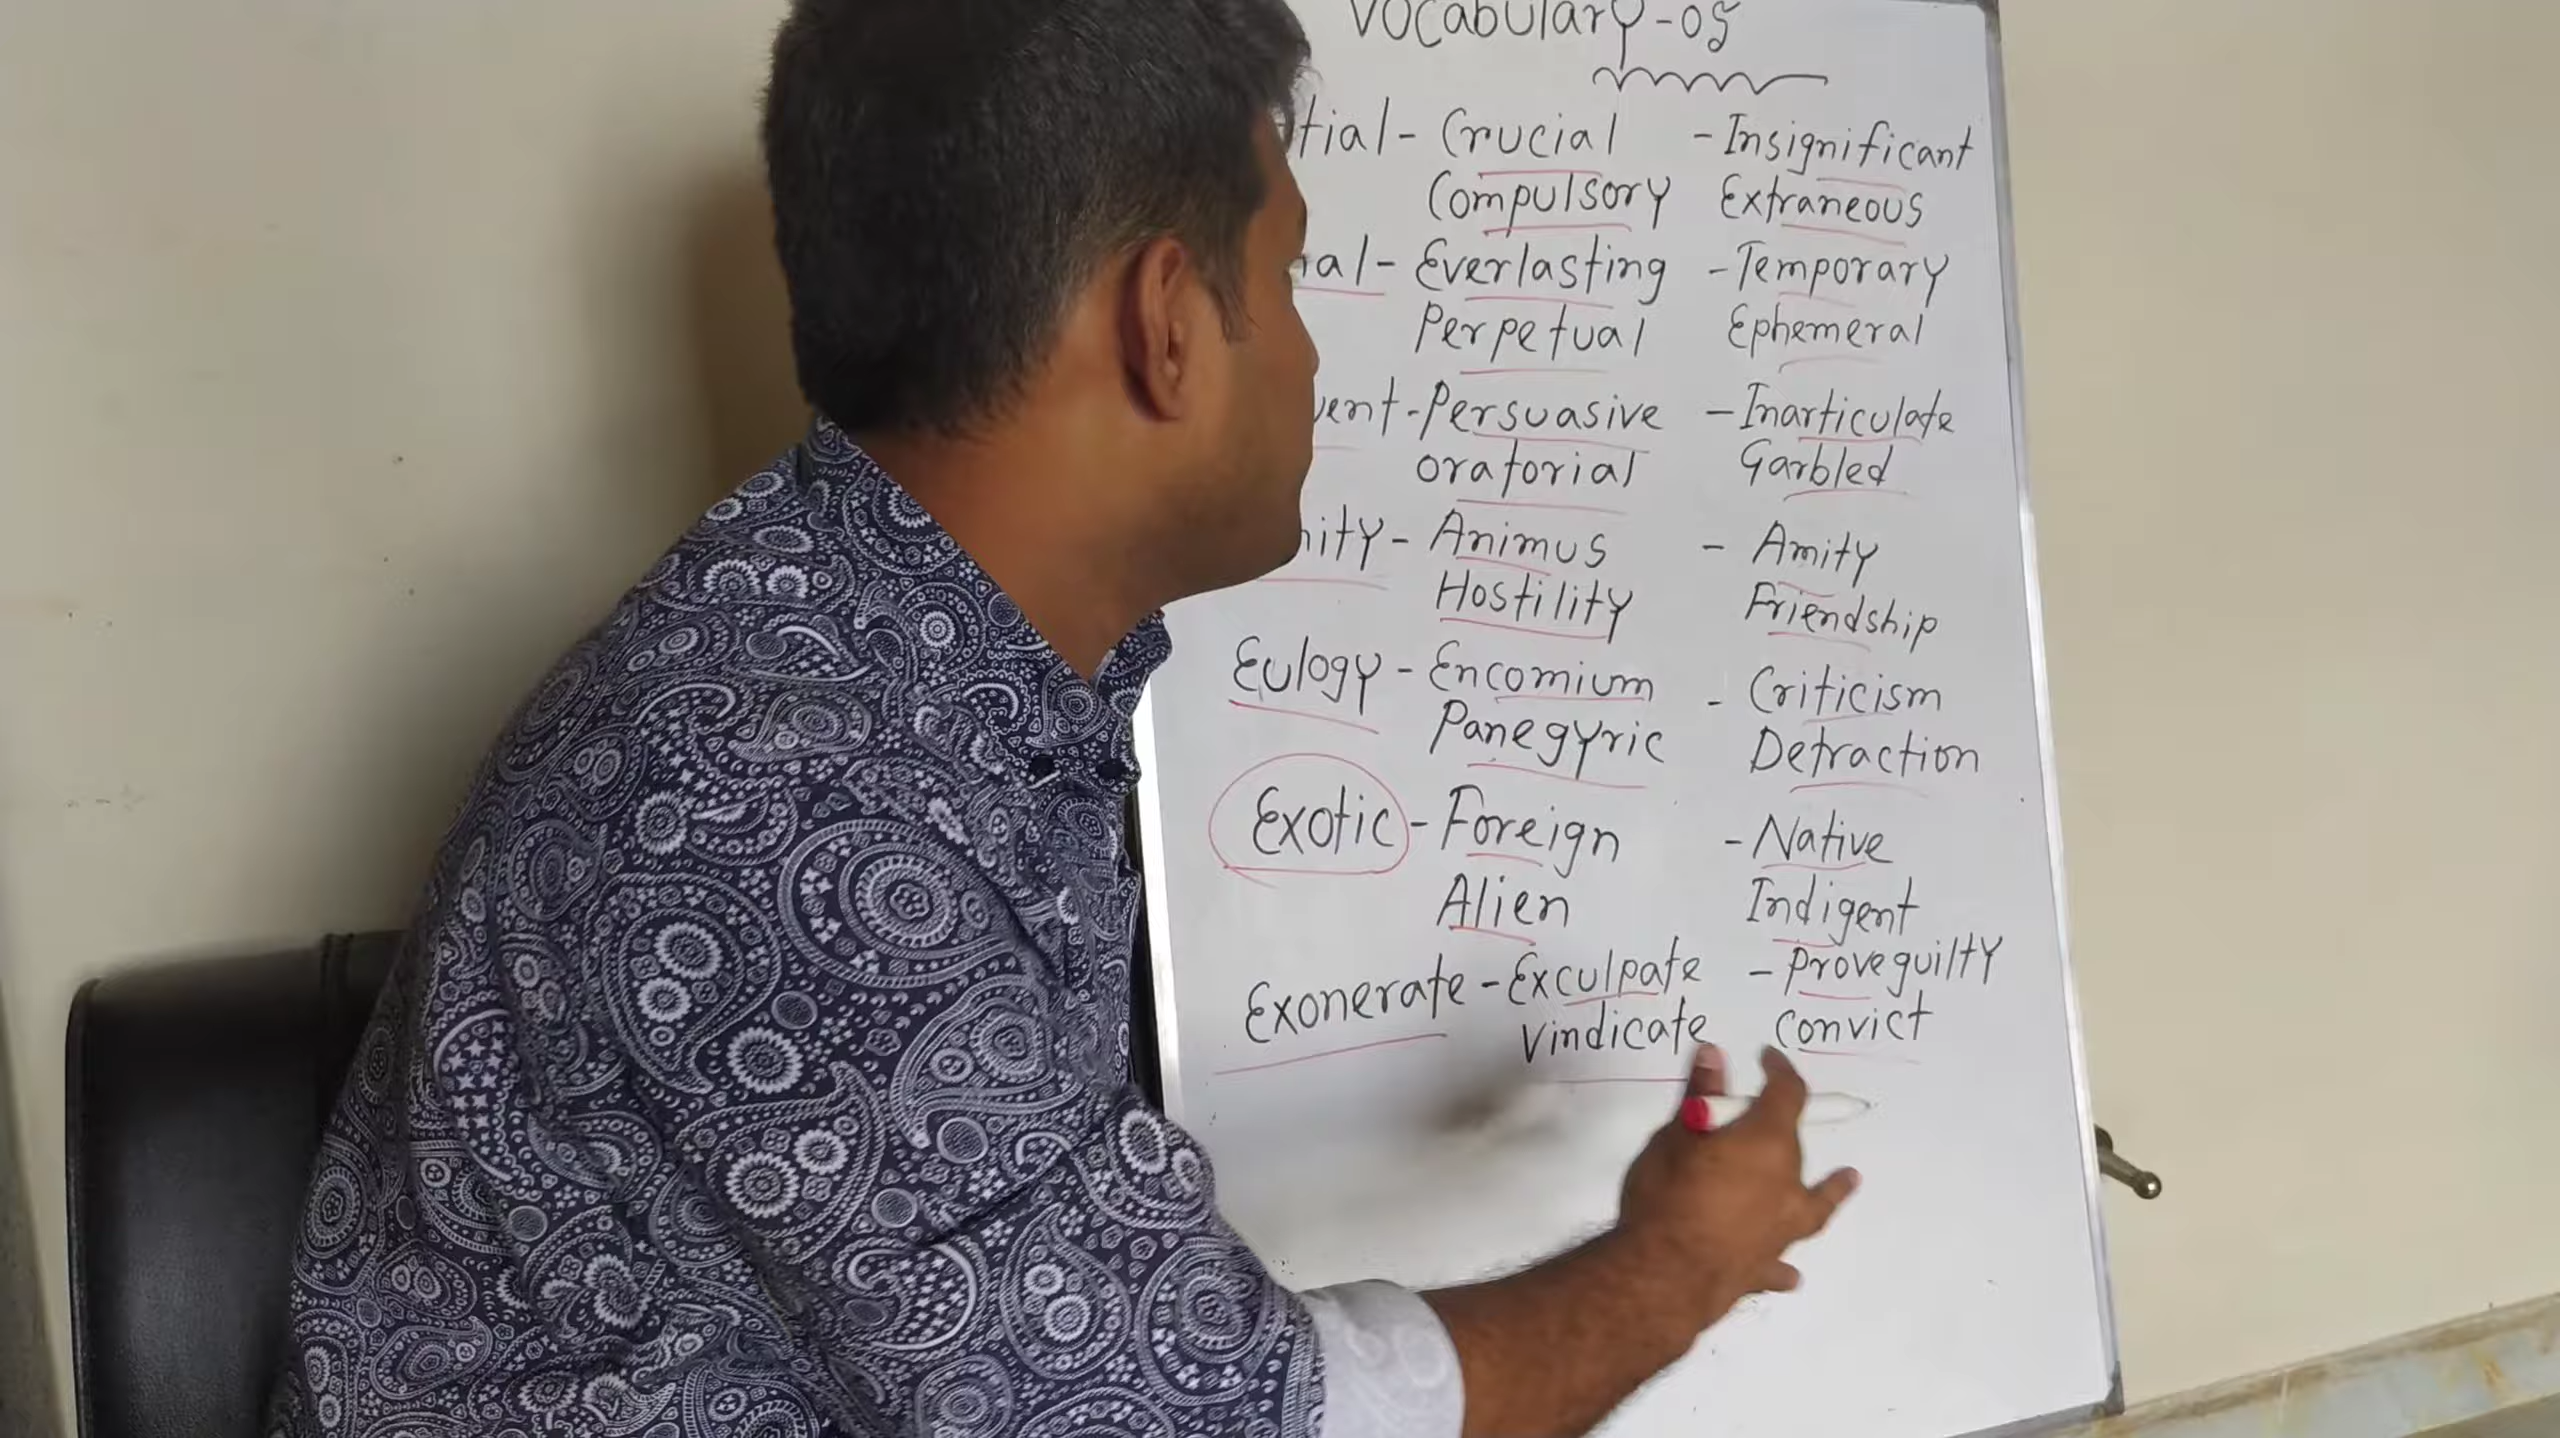 Vocabulary-05
tial - Crucial - Insignificant
Compulsory Extraneous
al - Everlasting - Temporary
Perpetual Ephemeral
ent - Persuasive - Inarticulate
oratorial Garbled
ity - Animus - Amity
Hostility Friendship
Eulogy - Encomium - Criticism
Panegyric Detraction
Exotic - Foreign - Native
Alien Indigent
Exonerate - Exculpate - Proveguilty
Vindicate convict